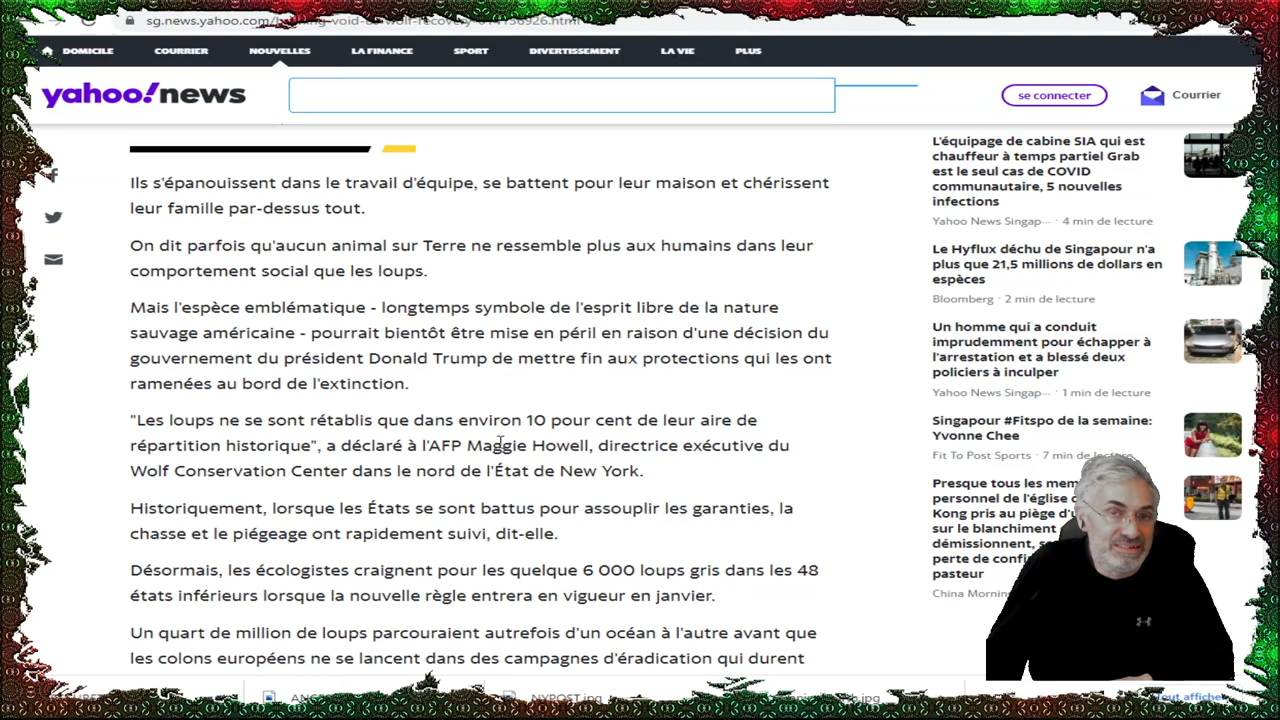 sg.news.yahoo.com/
DOMICILE COURRIER NOUVELLES LA FINANCE SPORT DIVERTISSEMENT LA VIE PLUS
yahoo!news
se connecter
Courrier
Ils s'épanouissent dans le travail d'équipe, se battent pour leur maison et chérissent
leur famille par-dessus tout.
On dit parfois qu'aucun animal sur Terre ne ressemble plus aux humains dans leur
comportement social que les loups.
Mais l'espèce emblématique - longtemps symbole de l'esprit libre de la nature
sauvage américaine - pourrait bientôt être mise en péril en raison d'une décision du
gouvernement du président Donald Trump de mettre fin aux protections qui les ont
ramenées au bord de l'extinction.
"Les loups ne se sont rétablis que dans environ 10 pour cent de leur aire de
répartition historique", a déclaré à l'AFP Maggie Howell, directrice exécutive du
Wolf Conservation Center dans le nord de l'État de New York.
Historiquement, lorsque les États se sont battus pour assouplir les garanties, la
chasse et le piégeage ont rapidement suivi, dit-elle.
Désormais, les écologistes craignent pour les quelque 6 000 loups gris dans les 48
états inférieurs lorsque la nouvelle règle entrera en vigueur en janvier.
Un quart de million de loups parcouraient autrefois d'un océan à l'autre avant que
les colons européens ne se lancent dans des campagnes d'éradication qui durent
L'équipage de cabine SIA qui est
chauffeur à temps partiel Grab
est le seul cas de COVID
communautaire, 5 nouvelles
infections
Yahoo News Singap··· · 4 min de lecture
Le Hyflux déchu de Singapour n'a
plus que 21,5 millions de dollars en
espèces
Bloomberg · 2 min de lecture
Un homme qui a conduit
imprudemment pour échapper à
l'arrestation et a blessé deux
policiers à inculper
Yahoo News Singap··· · 1 min de lecture
Singapour #Fitspo de la semaine:
Yvonne Chee
Fit To Post Sports · 7 min de lecture
Presque tous les mem
personnel de l'église d
Kong pris au piège d'u
sur le blanchiment
démissionnent, se
perte de confi
pasteur
China Mornin
NYPOST.jpg
Tout affiche